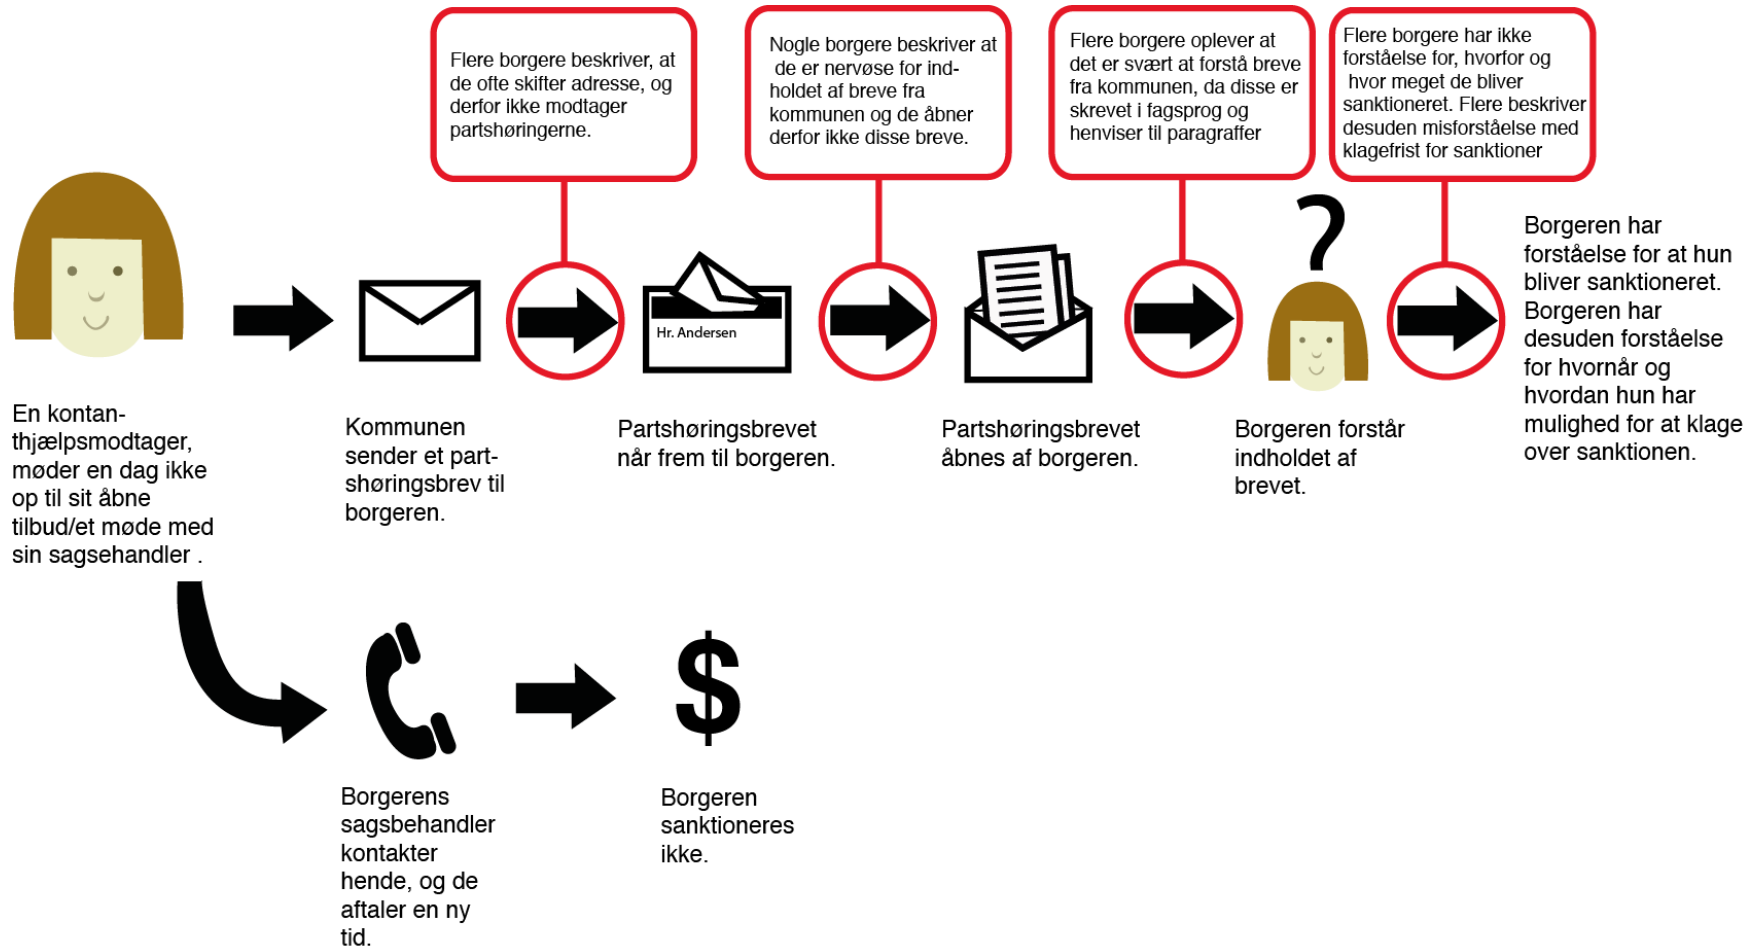 Flere borgere beskriver, at
de ofte skifter adresse, og
derfor ikke modtager
partshøringerne.
Nogle borgere beskriver at
de er nervøse for ind-
holdet af breve fra
kommunen og de åbner
derfor ikke disse breve.
Flere borgere oplever at
det er svært at forstå breve
fra kommunen, da disse er
skrevet i fagsprog og
henviser til paragraffer
Flere borgere har ikke
forståelse for, hvorfor og
hvor meget de bliver
sanktioneret. Flere beskriver
desuden misforståelse med
klagefrist for sanktioner
?
Hr. Andersen
En kontan-
thjælpsmodtager,
møder en dag ikke
op til sit åbne
tilbud/et møde med
sin sagsehandler .
Kommunen
sender et part-
shøringsbrev til
borgeren.
Partshøringsbrevet
når frem til borgeren.
Partshøringsbrevet
åbnes af borgeren.
Borgeren forstår
indholdet af
brevet.
Borgeren har
forståelse for at hun
bliver sanktioneret.
Borgeren har
desuden forståelse
for hvornår og
hvordan hun har
mulighed for at klage
over sanktionen.
$
Borgerens
sagsbehandler
kontakter
hende, og de
aftaler en ny
tid.
Borgeren
sanktioneres
ikke.